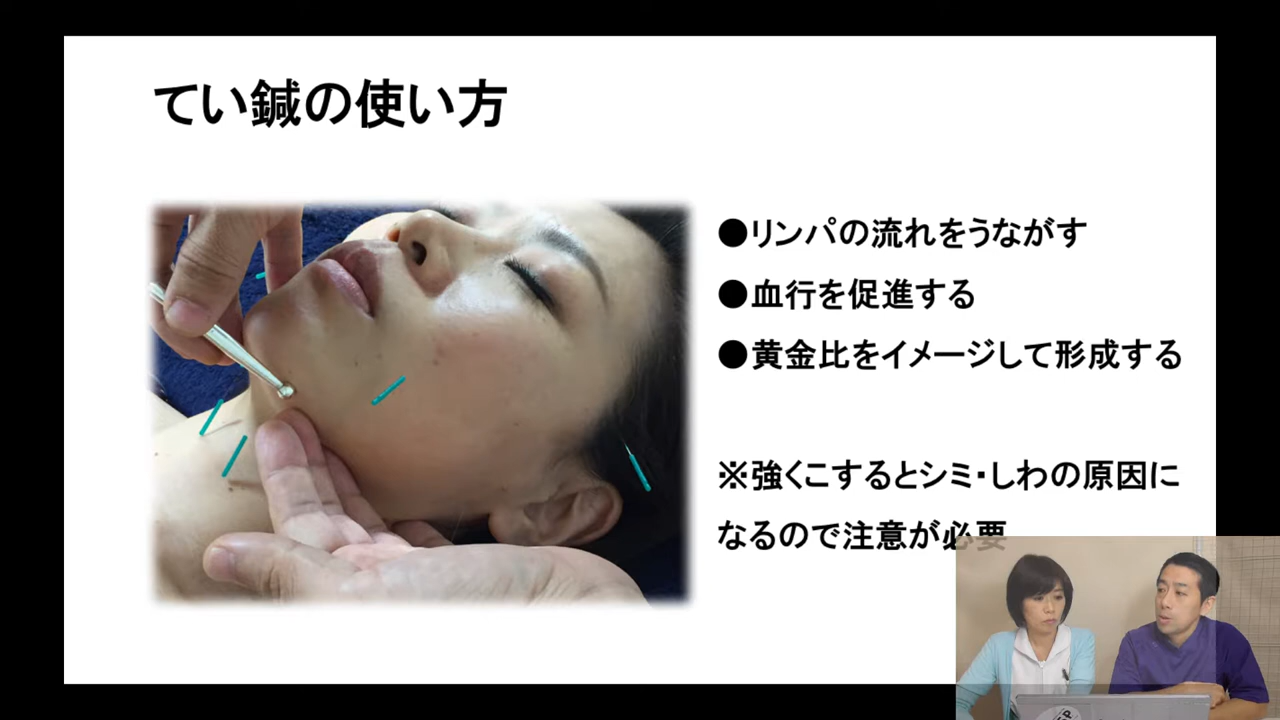 てい鍼の使い方
●リンパの流れをうながす
●血行を促進する
●黄金比をイメージして形成する
※強くこするとシミ・しわの原因に
なるので注意が必要